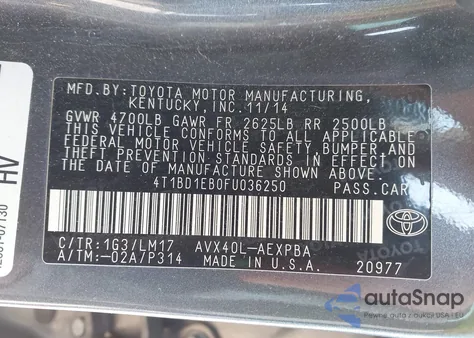 MFD.BY:TOYOTA MOTOR MANUFACTURING,
KENTUCKY, INC.11/14
GVWR 4700LB GAWR FR 2625LB RR 2500LB
THIS VEHICLE CONFORMS TO ALL APPLICABLE
FEDERAL MOTOR VEHICLE SAFETY, BUMPER, AND
THEFT PREVENTION STANDARDS IN EFFECT ON THE
DATE OF MANUFACTURE SHOWN ABOVE.
4T1BD1EB0FU036250 PASS.CAR
C/TR:1G3/LM17 AVX40L-AEXPBA
A/TM:-02A/P314 MADE IN U.S.A. 20977
TOYOTA
HV
autoSnap